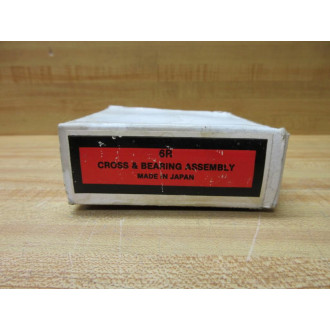 6R
CROSS & BEARING ASSEMBLY
MADE IN JAPAN